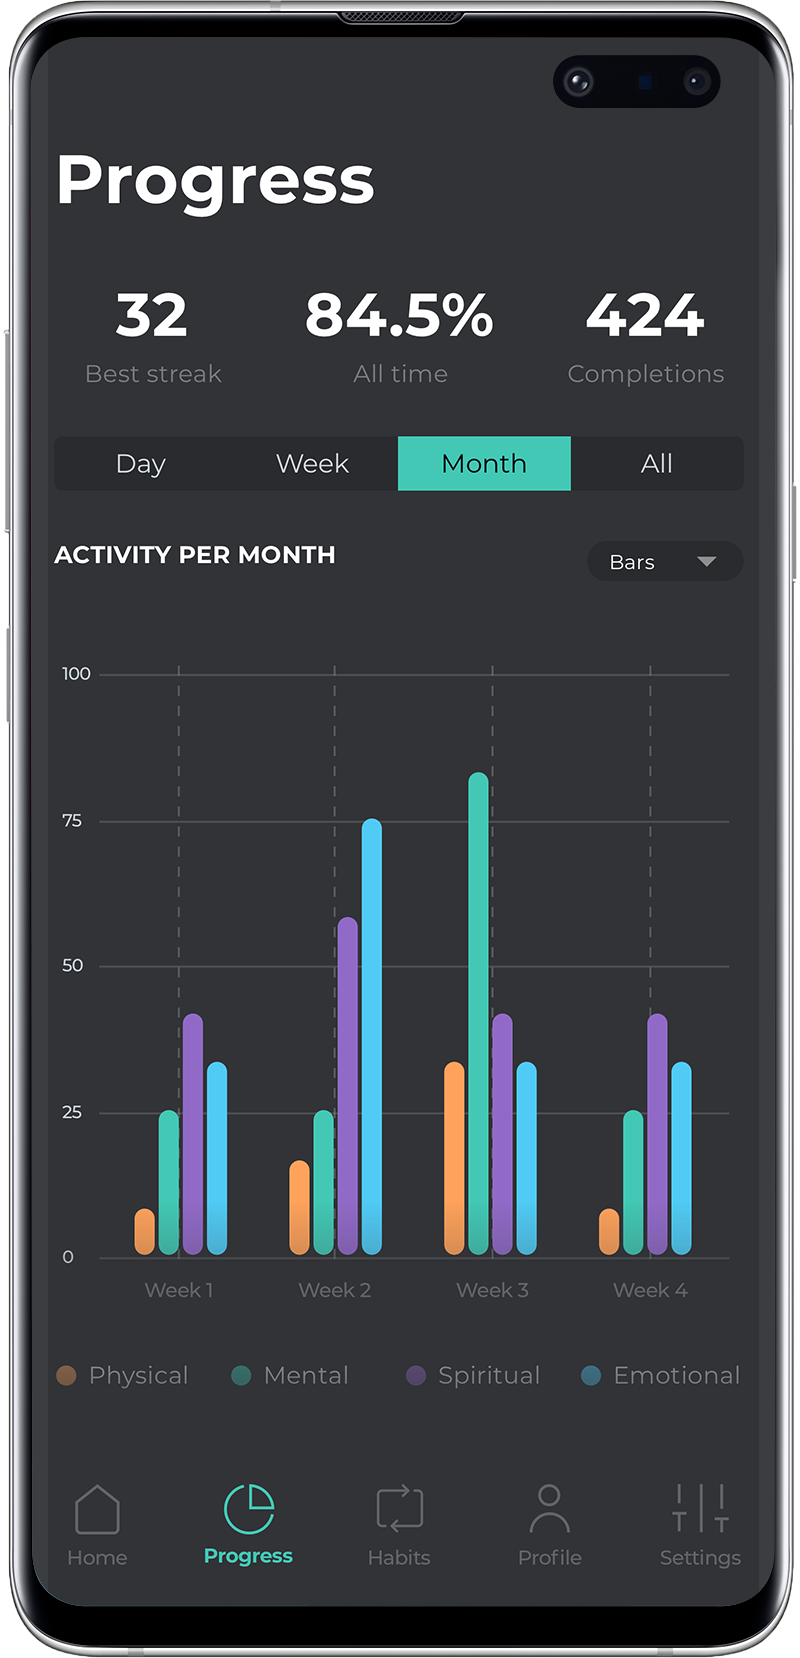 Progress
32 84.5% 424
Best streak All time Completions
Day Week Month All
ACTIVITY PER MONTH Bars
100
75
50
25
0
Week 1 Week 2 Week 3 Week 4
Physical Mental Spiritual Emotional
Home Progress Habits Profile Settings